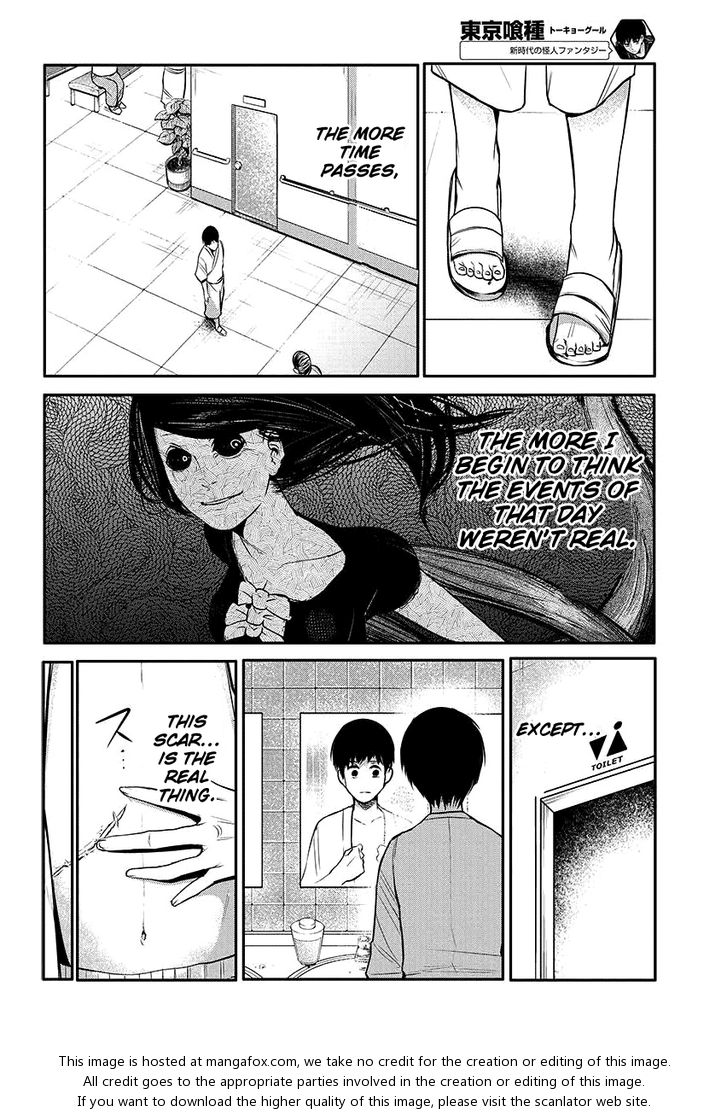 東京喰種 トーキョーグール
新時代の怪人ファンタジー
THE MORE
TIME
PASSES,
THE MORE I
BEGIN TO THINK
THE EVENTS OF
THAT DAY
WEREN'T REAL.
EXCEPT...
TOILET
THIS
SCAR...
IS THE
REAL
THING.
ス…
This image is hosted at mangafox.com, we take no credit for the creation or editing of this image.
All credit goes to the appropriate parties involved in the creation or editing of this image.
If you want to download the higher quality of this image, please visit the scanlator web site.